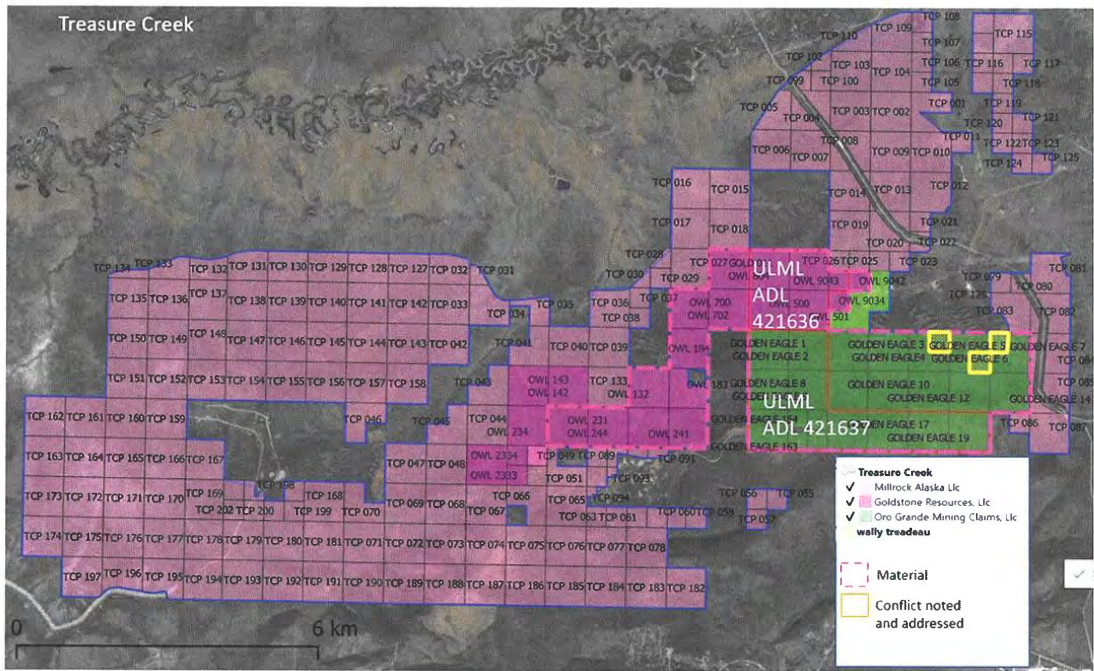 Treasure Creek
TCP 108
TCP 109
TCP 110
TCP 107
TCP 115
TCP 102
TCP 103
TCP 106
TCP 116
TCP 117
TCP 104
TCP 099
TCP 100
TCP 105
TCP 118
TCP 005
TCP 003
TCP 002
TCP 001
TCP 119
TCP 004
TCP 120
TCP 121
TCP 008
TCP 011
TCP 006
TCP 007
TCP 009
TCP 010
TCP 122
TCP 123
TCP 124
TCP 125
TCP 016
TCP 015
TCP 014
TCP 013
TCP 012
TCP 017
TCP 018
TCP 019
TCP 021
TCP 020
TCP 022
TCP 028
TCP 027
TCP 026
TCP 025
TCP 023
TCP 081
TCP 134
TCP 133
TCP 132
TCP 131
TCP 130
TCP 129
TCP 128
TCP 127
TCP 032
TCP 031
TCP 030
TCP 029
ULML
ADL
421636
OWL 9043
OWL 9042
TCP 079
TCP 080
TCP 135
TCP 136
TCP 137
TCP 138
TCP 139
TCP 140
TCP 141
TCP 142
TCP 033
TCP 035
TCP 036
TCP 037
OWL 700
OWL 500
OWL 9034
TCP 034
TCP 038
OWL 702
OWL 501
TCP 083
TCP 082
TCP 150
TCP 149
TCP 148
TCP 147
TCP 146
TCP 145
TCP 144
TCP 143
TCP 042
TCP 041
TCP 040
TCP 039
OWL 184
GOLDEN EAGLE 1
GOLDEN EAGLE 3
GOLDEN EAGLE 5
GOLDEN EAGLE 7
GOLDEN EAGLE 2
GOLDEN EAGLE4
GOLDEN EAGLE 6
TCP 084
TCP 151
TCP 152
TCP 153
TCP 154
TCP 155
TCP 156
TCP 157
TCP 158
TCP 043
OWL 143
TCP 133
OWL 183
GOLDEN EAGLE 8
GOLDEN EAGLE 10
TCP 085
OWL 142
OWL 132
GOLDEN EAGLE 12
GOLDEN EAGLE 14
ULML
ADL 421637
TCP 162
TCP 161
TCP 160
TCP 159
TCP 046
TCP 045
TCP 044
OWL 231
GOLDEN EAGLE 17
TCP 086
TCP 087
OWL 234
OWL 244
OWL 241
GOLDEN EAGLE 19
GOLDEN EAGLE 163
TCP 163
TCP 164
TCP 165
TCP 166
TCP 167
TCP 047
TCP 048
OWL 2334
TCP 049
TCP 089
TCP 091
OWL 2333
TCP 051
TCP 093
TCP 173
TCP 172
TCP 171
TCP 170
TCP 169
TCP 198
TCP 168
TCP 069
TCP 068
TCP 066
TCP 065
TCP 094
TCP 056
TCP 055
TCP 202
TCP 200
TCP 199
TCP 070
TCP 067
TCP 063
TCP 061
TCP 060
TCP 058
TCP 057
TCP 174
TCP 175
TCP 176
TCP 177
TCP 178
TCP 179
TCP 180
TCP 181
TCP 071
TCP 072
TCP 073
TCP 074
TCP 075
TCP 076
TCP 077
TCP 078
TCP 197
TCP 196
TCP 195
TCP 194
TCP 193
TCP 192
TCP 191
TCP 190
TCP 189
TCP 188
TCP 187
TCP 186
TCP 185
TCP 184
TCP 183
TCP 182
0
6 km
Treasure Creek
Millrock Alaska Llc
Goldstone Resources, Llc
Oro Grande Mining Claims, Llc
wally treadeau
Material
Conflict noted
and addressed